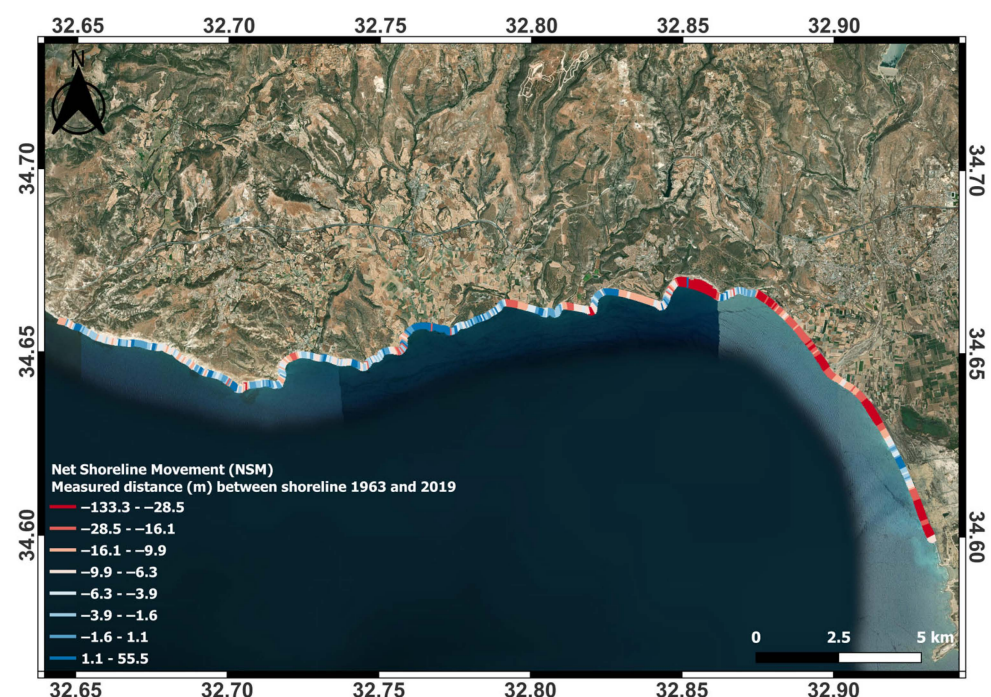 32.65 32.70 32.75 32.80 32.85 32.90
N
34.70 34.70
34.65 34.65
34.60 34.60
Net Shoreline Movement (NSM)
Measured distance (m) between shoreline 1963 and 2019
−133.3 - −28.5
−28.5 - −16.1
−16.1 - −9.9
−9.9 - −6.3
−6.3 - −3.9
−3.9 - −1.6
−1.6 - 1.1
1.1 - 55.5
0 2.5 5 km
32.65 32.70 32.75 32.80 32.85 32.90